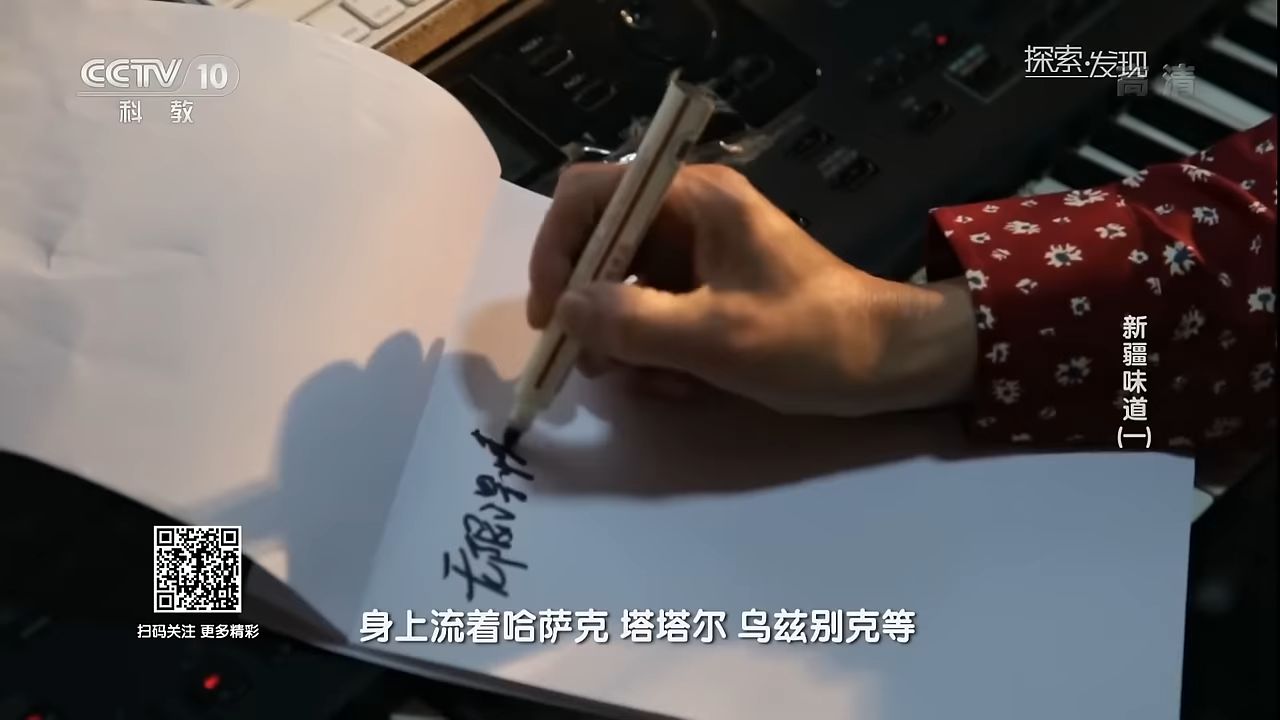 CCTV 10
科教
探索·发现
高清
新疆味道(一)
无限
扫码关注 更多精彩
身上流着哈萨克 塔塔尔 乌兹别克等